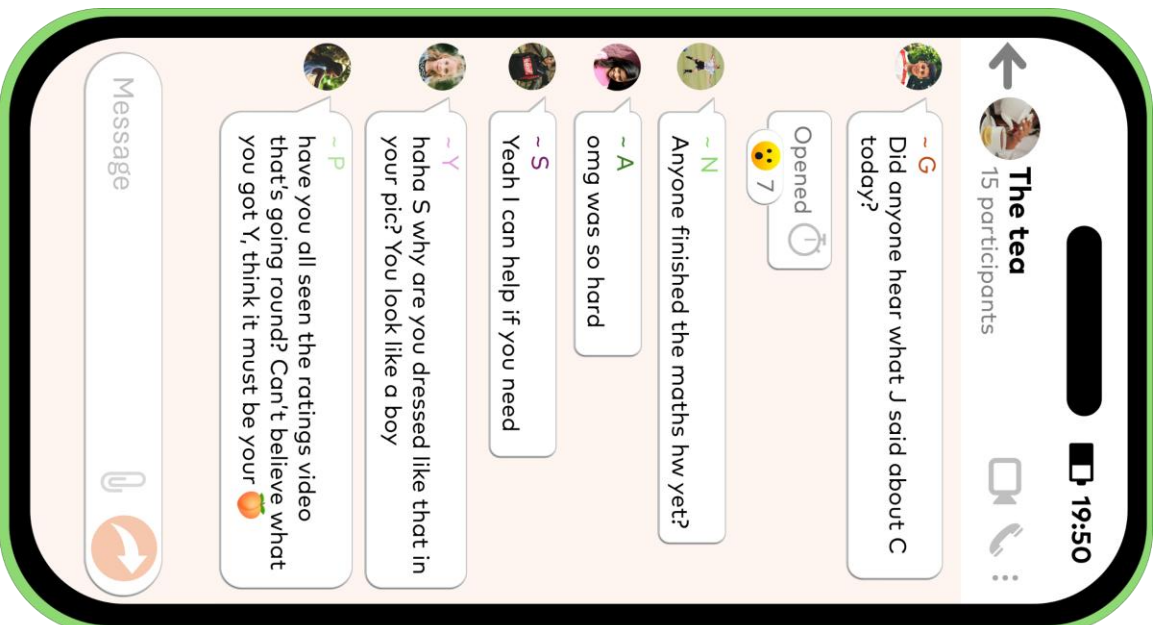 19:50
The tea
15 participants
~ G
Did anyone hear what J said about C
today?
Opened
😮 7
~ N
Anyone finished the maths hw yet?
~ A
omg was so hard
~ S
Yeah I can help if you need
~ Y
haha S why are you dressed like that in
your pic? You look like a boy
~ P
have you all seen the ratings video
that's going round? Can't believe what
you got Y, think it must be your 🍑
Message